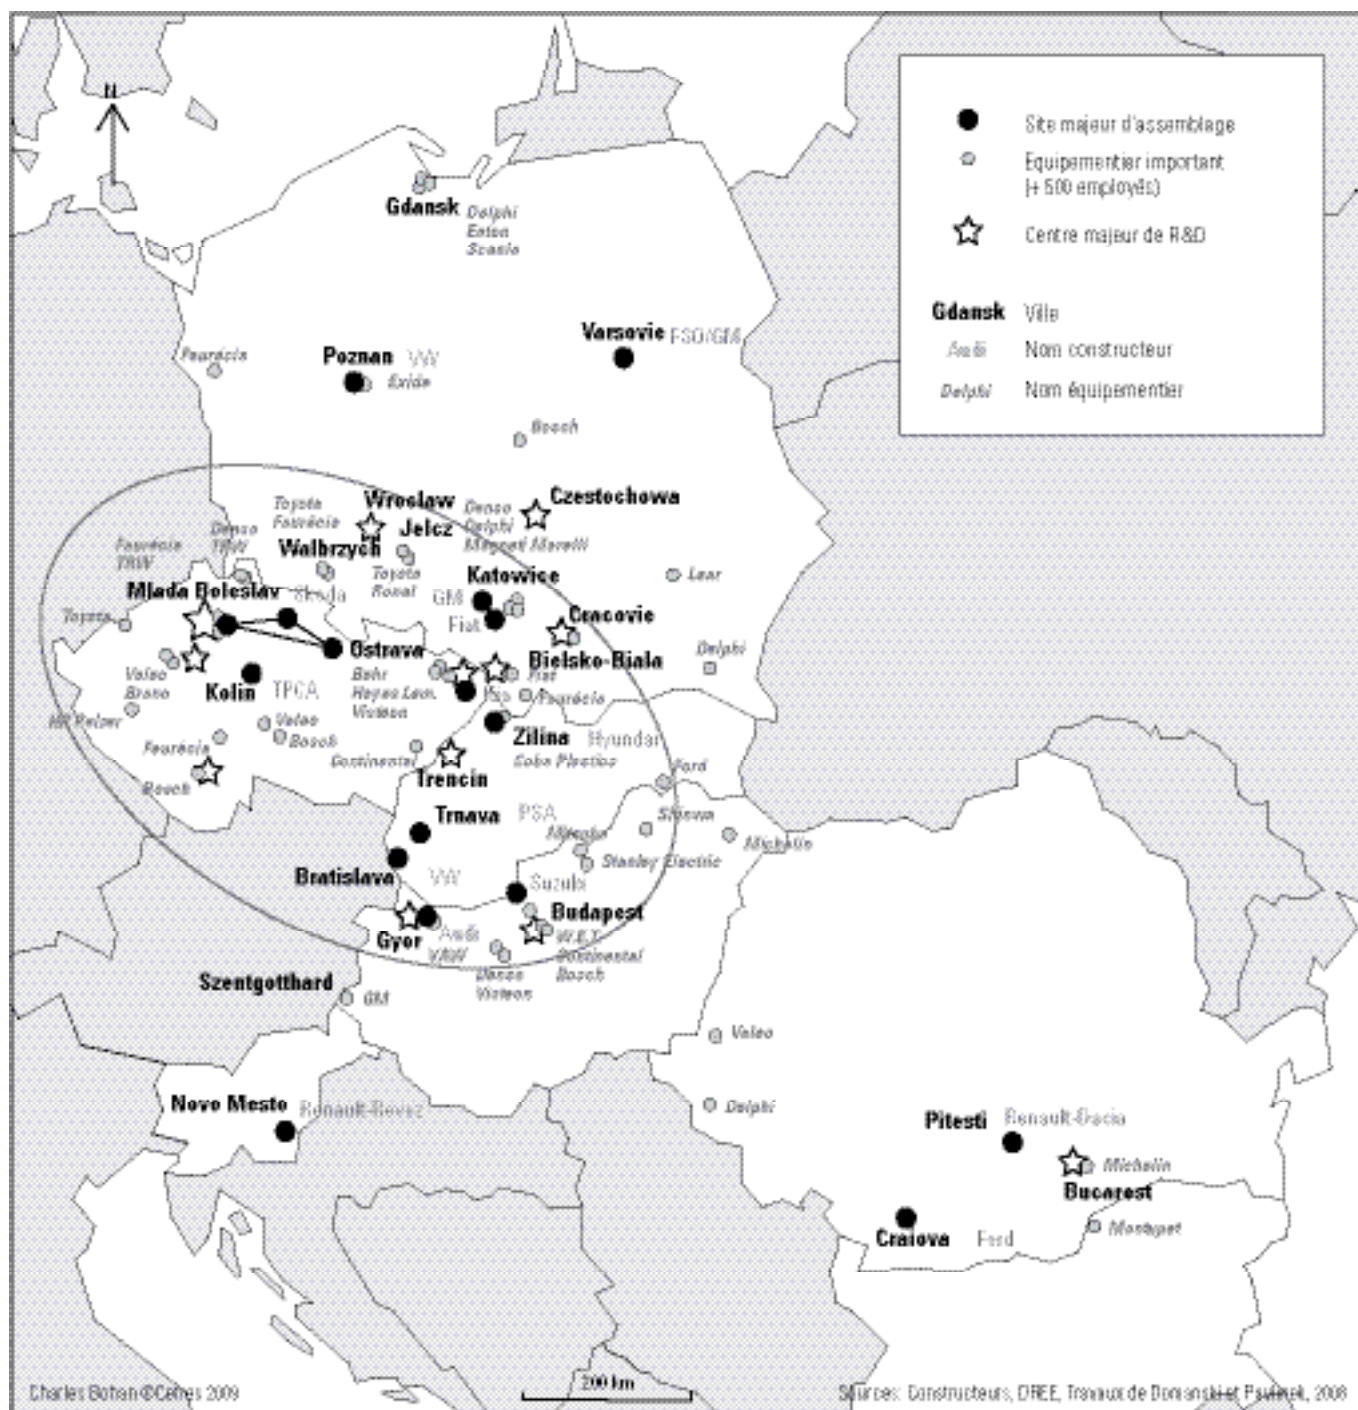 N
Site majeur d'assemblage
Equipementier important
(+ 500 employés)
Centre majeur de R&D
Gdansk Ville
Audi Nom constructeur
Delphi Nom équipementier
Gdansk
Delphi
Eaton
Scania
Varsovie FSO/GM
Poznan VW
Exide
Faurécia
Bosch
Wroclaw
Jelcz
Toyota
Faurécia
Walbrzych
Denso
Delphi
Magneti Marelli
Czestochowa
Denso
TRW
Faurécia
TRW
Toyota
Ronal
Lear
Katowice
GM
Fiat
Mlada Boleslav Skoda
Toyota
Cracovie
Ostrava
Bielsko-Biala
Delphi
Behr
Hayes Lem.
Visteon
Kia
Fiat
Faurécia
Valeo
Brano
Kolin TPCA
HP Pelzer
Valeo
Bosch
Faurécia
Bosch
Continental
Zilina Hyundai
Trencin
Ford
Trnava PSA
Shinwa
Michelin
Stanley Electric
Bratislava VW
Suzuki
Budapest
W.E.T.
Continental
Bosch
Gyor Audi
VAW
Denso
Visteon
Szentgotthard
GM
Valeo
Delphi
Novo Mesto Renault-Revoz
Pitesti Renault-Dacia
Michelin
Bucarest
Craiova Ford
Montupet
200 km
Charles Bohan ©Cefres 2009
Sources: Constructeurs, DREE, Travaux de Domanski et Pavlinek, 2008